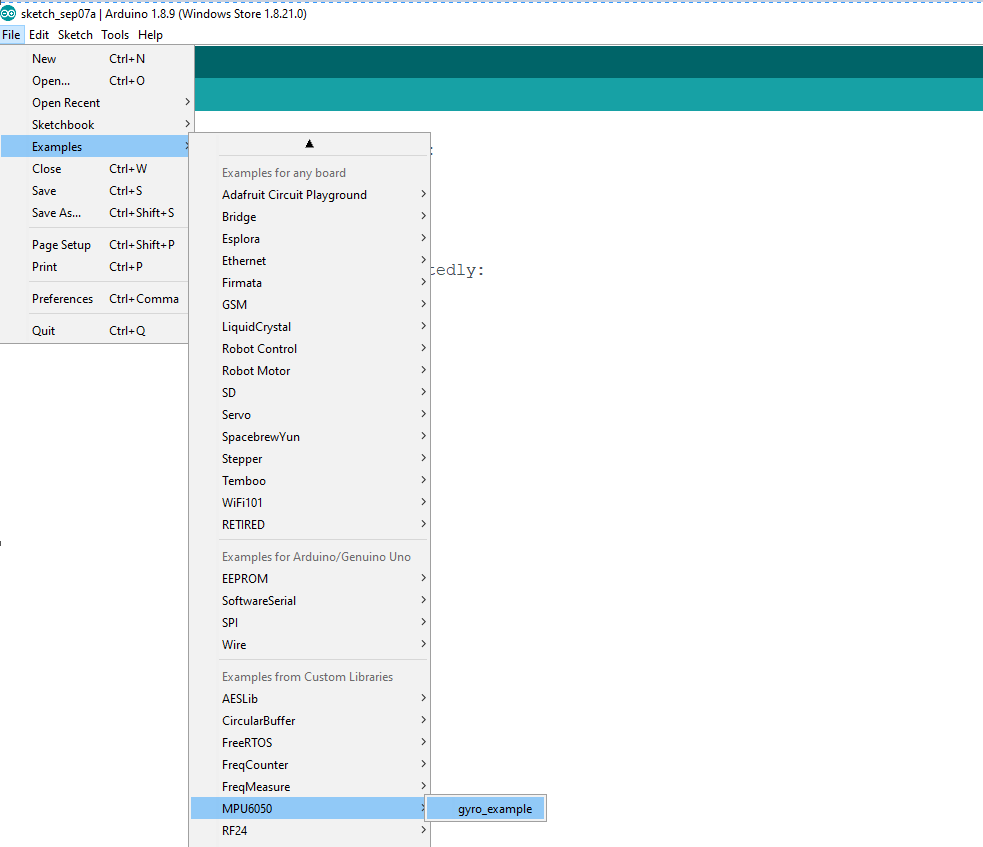 sketch_sep07a | Arduino 1.8.9 (Windows Store 1.8.21.0)
File Edit Sketch Tools Help
New Ctrl+N
Open... Ctrl+O
Open Recent
Sketchbook
Examples
Close Ctrl+W
Save Ctrl+S
Save As... Ctrl+Shift+S
Page Setup Ctrl+Shift+P
Print Ctrl+P
Preferences Ctrl+Comma
Quit Ctrl+Q
Examples for any board
Adafruit Circuit Playground
Bridge
Esplora
Ethernet
Firmata
GSM
LiquidCrystal
Robot Control
Robot Motor
SD
Servo
SpacebrewYun
Stepper
Temboo
WiFi101
RETIRED
Examples for Arduino/Genuino Uno
EEPROM
SoftwareSerial
SPI
Wire
Examples from Custom Libraries
AESLib
CircularBuffer
FreeRTOS
FreqCounter
FreqMeasure
MPU6050
RF24
gyro_example
:
tedly: